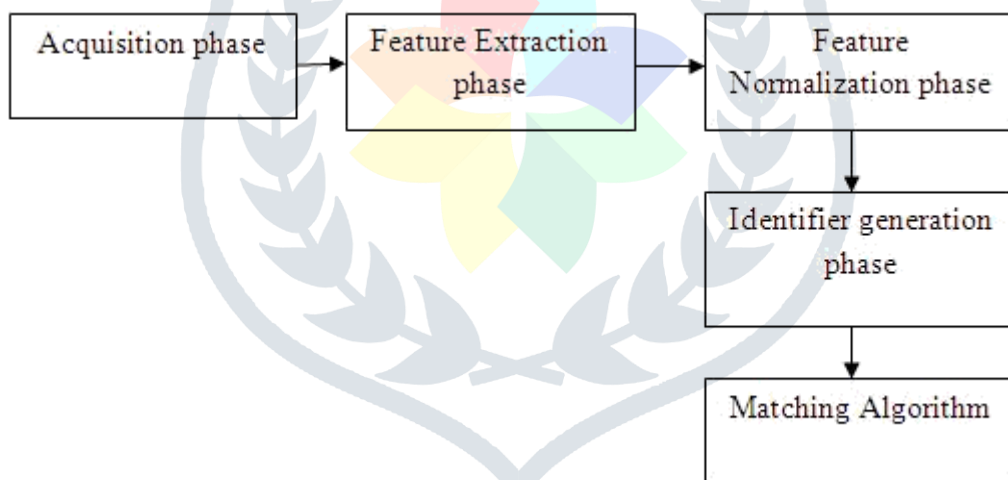 Acquisition phase
Feature Extraction
phase
Feature
Normalization phase
Identifier generation
phase
Matching Algorithm